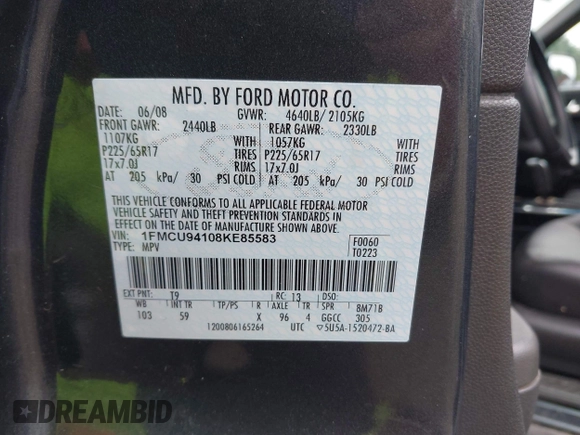 MFD. BY FORD MOTOR CO.
DATE: 06/08 GVWR: 4640LB/ 2105KG
FRONT GAWR: 2440LB REAR GAWR: 2330LB
1107KG WITH 1057KG WITH
P225/65R17 TIRES P225/65R17 TIRES
17x7.0J RIMS 17x7.0J RIMS
AT 205 kPa/ 30 PSI COLD AT 205 kPa/ 30 PSI COLD
THIS VEHICLE CONFORMS TO ALL APPLICABLE FEDERAL MOTOR
VEHICLE SAFETY AND THEFT PREVENTION STANDARDS IN
EFFECT ON THE DATE OF MANUFACTURE SHOWN ABOVE.
VIN: 1FMCU94108KE85583 F0060
TYPE: MPV T0223
EXT PNT: T9 RC: 13 DSO:
WB INT TR TP/PS R AXLE TR BM71B
103 59 X 96 4 GGCC 305
1200806165264 UTC ▽5U5A-1520472-BA
DREAMBID